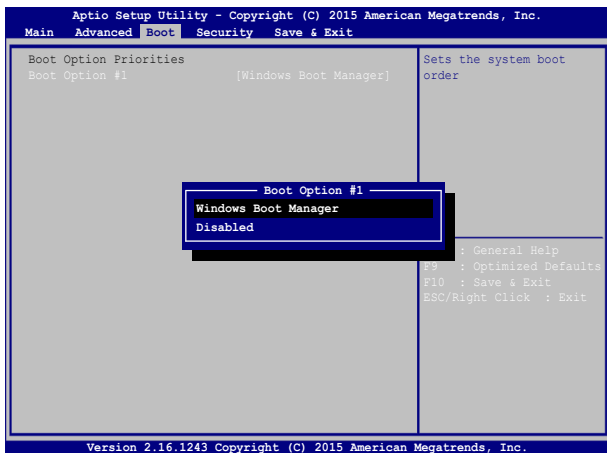 Aptio Setup Utility - Copyright (C) 2015 American Megatrends, Inc.
Main Advanced Boot Security Save & Exit
Boot Option Priorities
Boot Option #1 [Windows Boot Manager]
Sets the system boot
order
Boot Option #1
Windows Boot Manager
Disabled
: General Help
F9 : Optimized Defaults
F10 : Save & Exit
ESC/Right Click : Exit
Version 2.16.1243 Copyright (C) 2015 American Megatrends, Inc.